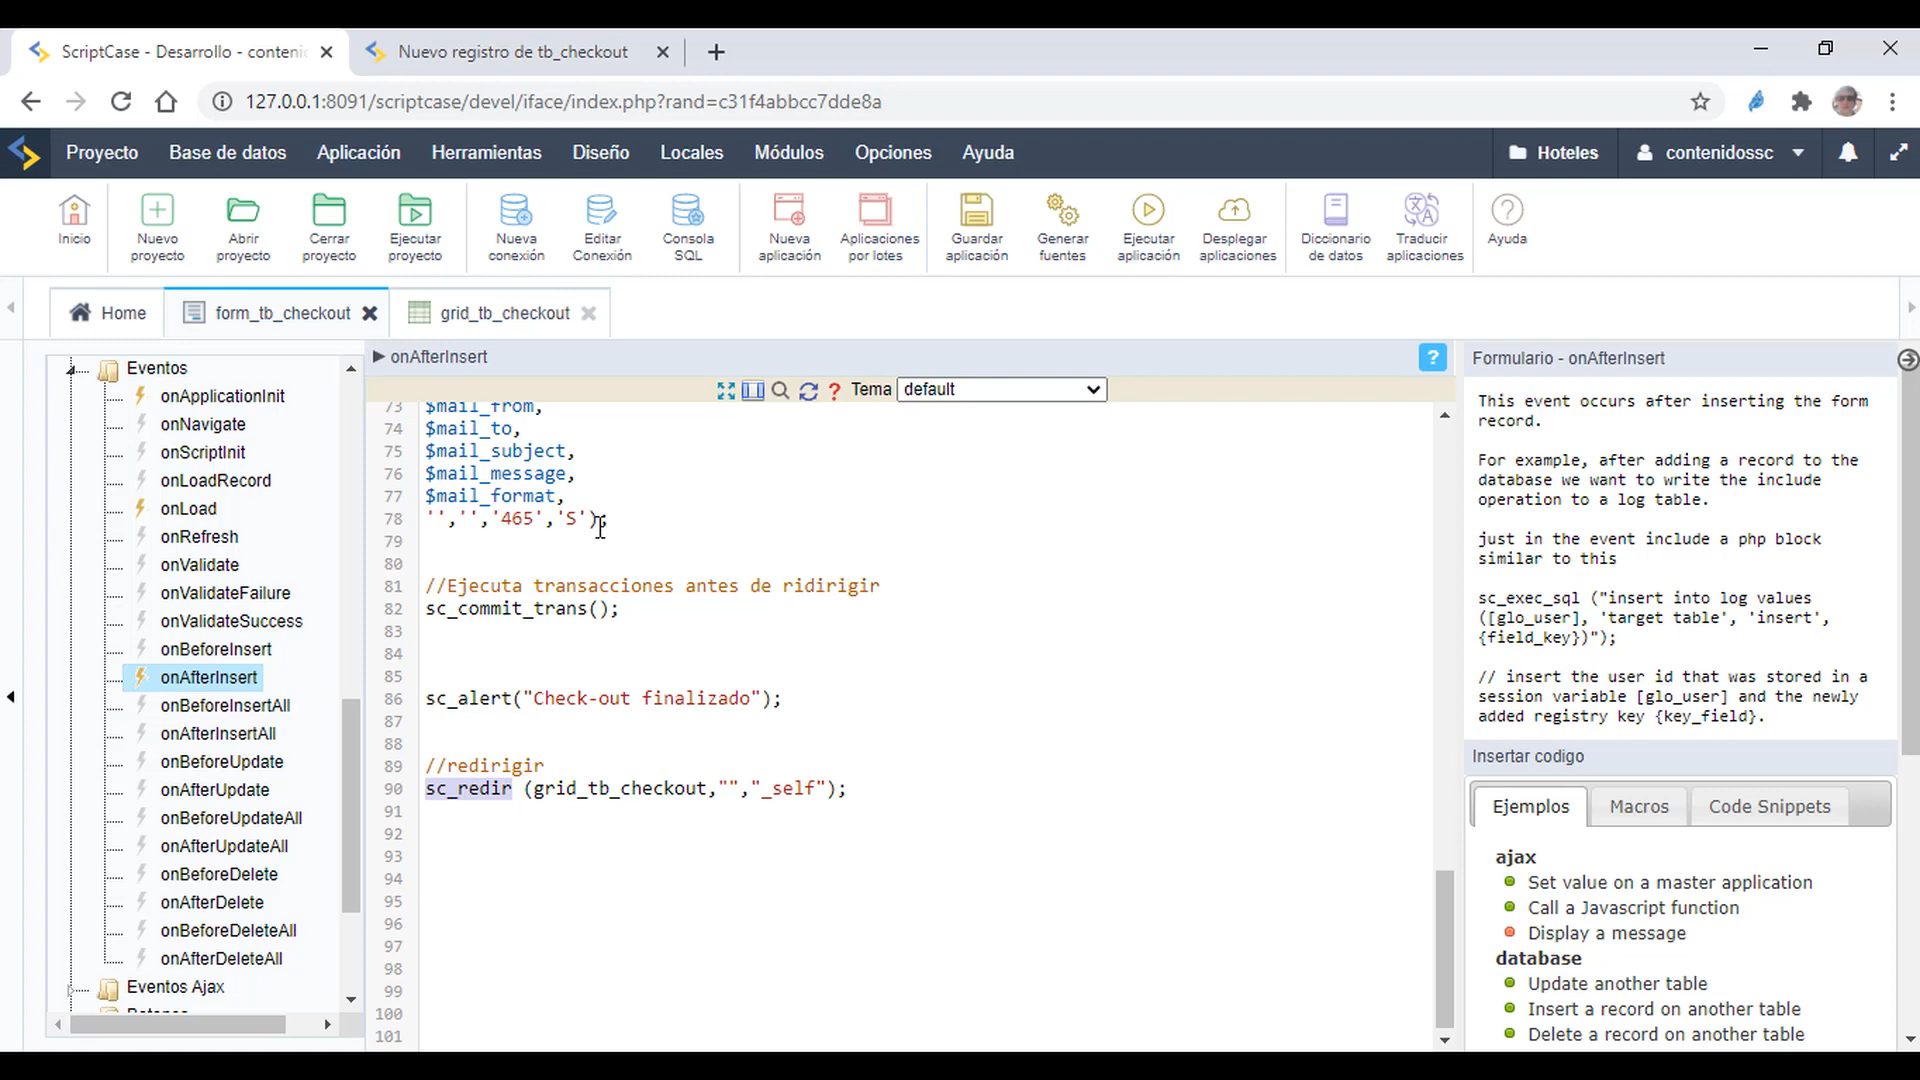 ScriptCase - Desarrollo - conteni
Nuevo registro de tb_checkout
127.0.0.1:8091/scriptcase/devel/iface/index.php?rand=c31f4abbcc7dde8a
Proyecto
Base de datos
Aplicación
Herramientas
Diseño
Locales
Módulos
Opciones
Ayuda
Hoteles
contenidossc
Inicio
Nuevo
proyecto
Abrir
proyecto
Cerrar
proyecto
Ejecutar
proyecto
Nueva
conexión
Editar
Conexión
Consola
SQL
Nueva
aplicación
Aplicaciones
por lotes
Guardar
aplicación
Generar
fuentes
Ejecutar
aplicación
Desplegar
aplicaciones
Diccionario
de datos
Traducir
aplicaciones
Ayuda
Home
form_tb_checkout
grid_tb_checkout
Eventos
onApplicationInit
onNavigate
onScriptInit
onLoadRecord
onLoad
onRefresh
onValidate
onValidateFailure
onValidateSuccess
onBeforeInsert
onAfterInsert
onBeforeInsertAll
onAfterInsertAll
onBeforeUpdate
onAfterUpdate
onBeforeUpdateAll
onAfterUpdateAll
onBeforeDelete
onAfterDelete
onBeforeDeleteAll
onAfterDeleteAll
Eventos Ajax
onAfterInsert
?
? Tema default
73 $mail_from,
74 $mail_to,
75 $mail_subject,
76 $mail_message,
77 $mail_format,
78 '','','465','S');
79
80
81 //Ejecuta transacciones antes de ridirigir
82 sc_commit_trans();
83
84
85
86 sc_alert("Check-out finalizado");
87
88
89 //redirigir
90 sc_redir (grid_tb_checkout,"","_self");
91
92
93
94
95
96
97
98
99
100
101
Formulario - onAfterInsert
This event occurs after inserting the form
record.
For example, after adding a record to the
database we want to write the include
operation to a log table.
just in the event include a php block
similar to this
sc_exec_sql ("insert into log values
([glo_user], 'target table', 'insert',
{field_key})");
// insert the user id that was stored in a
session variable [glo_user] and the newly
added registry key {key_field}.
Insertar codigo
Ejemplos
Macros
Code Snippets
ajax
Set value on a master application
Call a Javascript function
Display a message
database
Update another table
Insert a record on another table
Delete a record on another table